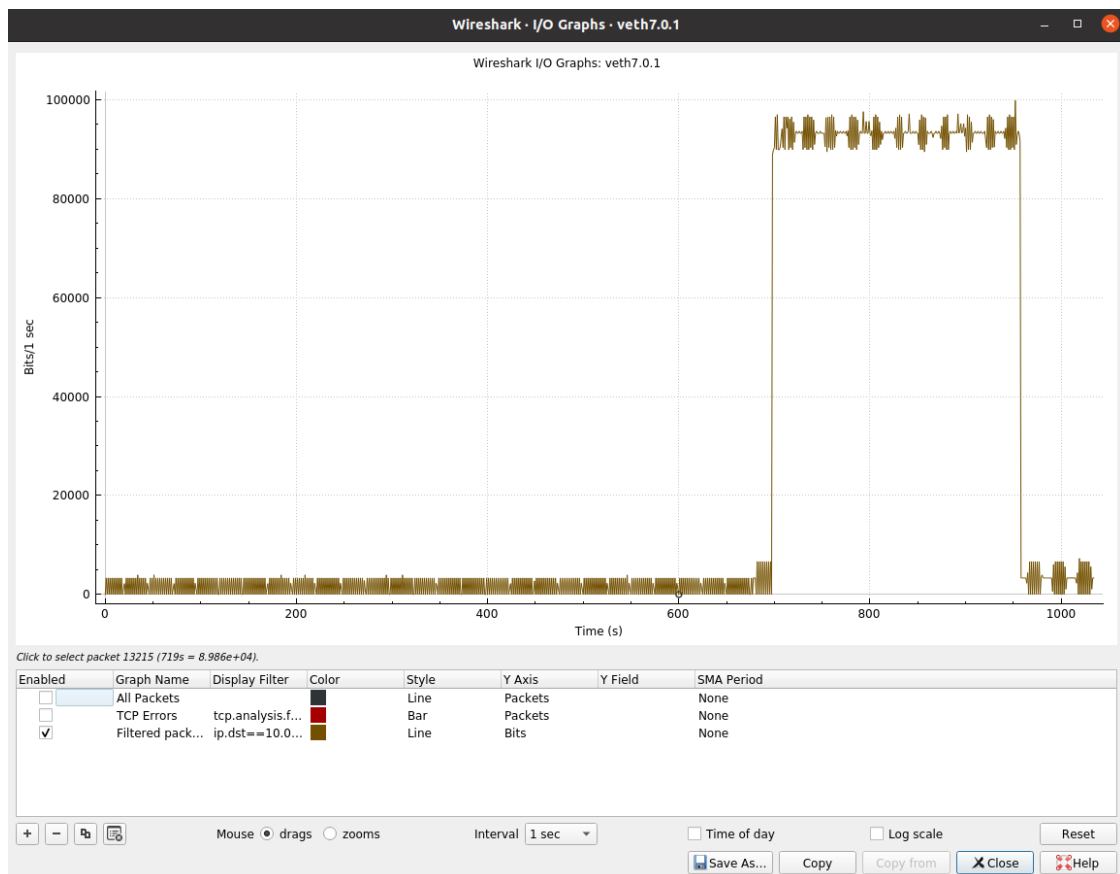 Wireshark · I/O Graphs · veth7.0.1
Wireshark I/O Graphs: veth7.0.1
100000
80000
60000
40000
20000
0
Bits/1 sec
0 200 400 600 800 1000
Time (s)
Click to select packet 13215 (719s = 8.986e+04).
Enabled Graph Name Display Filter Color Style Y Axis Y Field SMA Period
All Packets Line Packets None
TCP Errors tcp.analysis.f... Bar Packets None
Filtered pack... ip.dst==10.0... Line Bits None
+ − Mouse drags zooms Interval 1 sec Time of day Log scale Reset
Save As... Copy Copy from Close Help